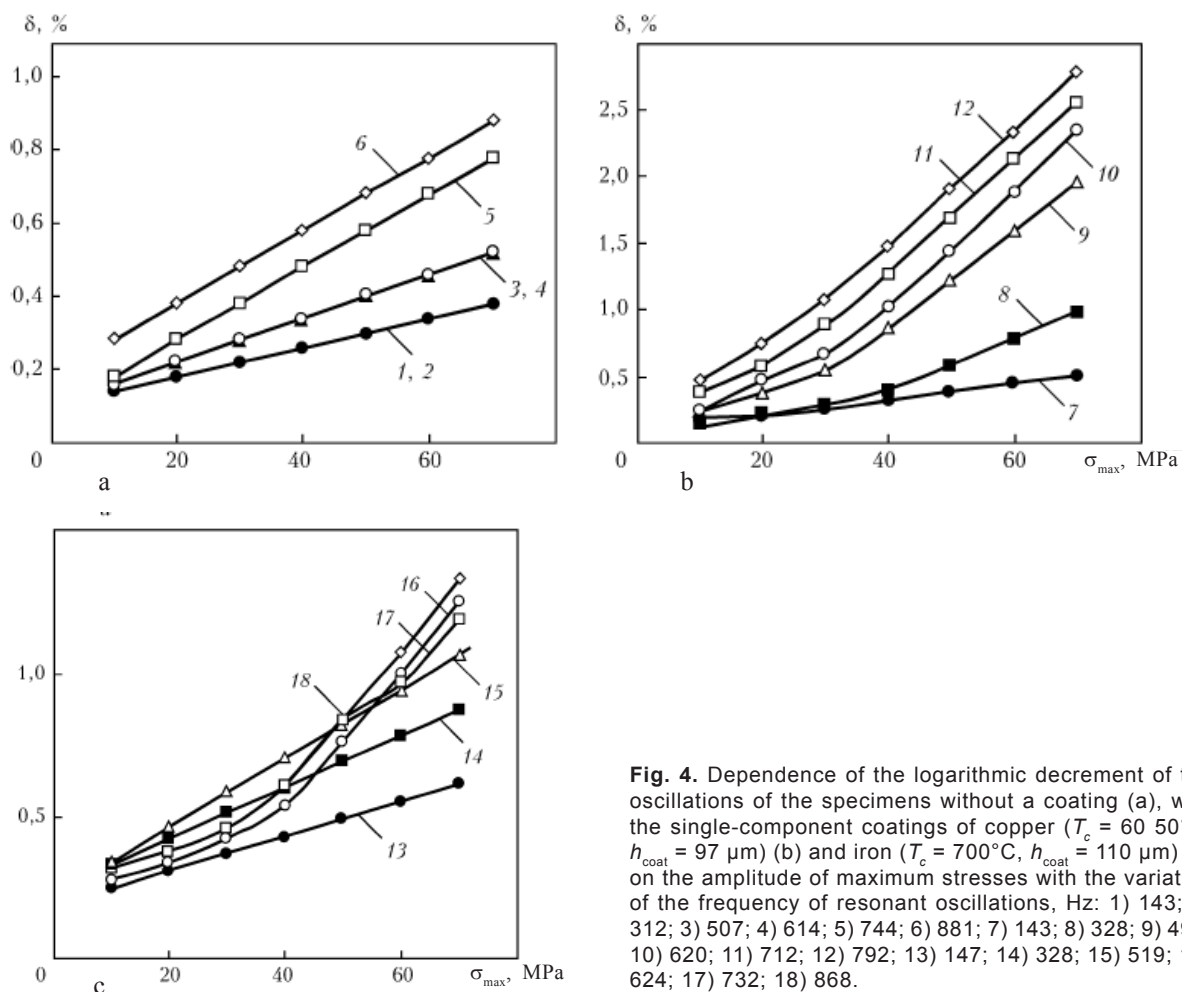 δ, %
1,0
0,8
0,6
0,4
0,2
0
20
40
60
6
5
3, 4
1, 2
a
δ, %
2,5
2,0
1,5
1,0
0,5
0
20
40
60
σmax, MPa
12
11
10
9
8
7
b
1,0
0,5
0
20
40
60
σmax, MPa
16
17
18
15
14
13
c
Fig. 4. Dependence of the logarithmic decrement of
oscillations of the specimens without a coating (a),
the single-component coatings of copper (Tc = 60 50
hcoat = 97 μm) (b) and iron (Tc = 700°C, hcoat = 110 μm)
on the amplitude of maximum stresses with the
of the frequency of resonant oscillations, Hz: 1) 143;
312; 3) 507; 4) 614; 5) 744; 6) 881; 7) 143; 8) 328; 9)
10) 620; 11) 712; 12) 792; 13) 147; 14) 328; 15) 519;
624; 17) 732; 18) 868.